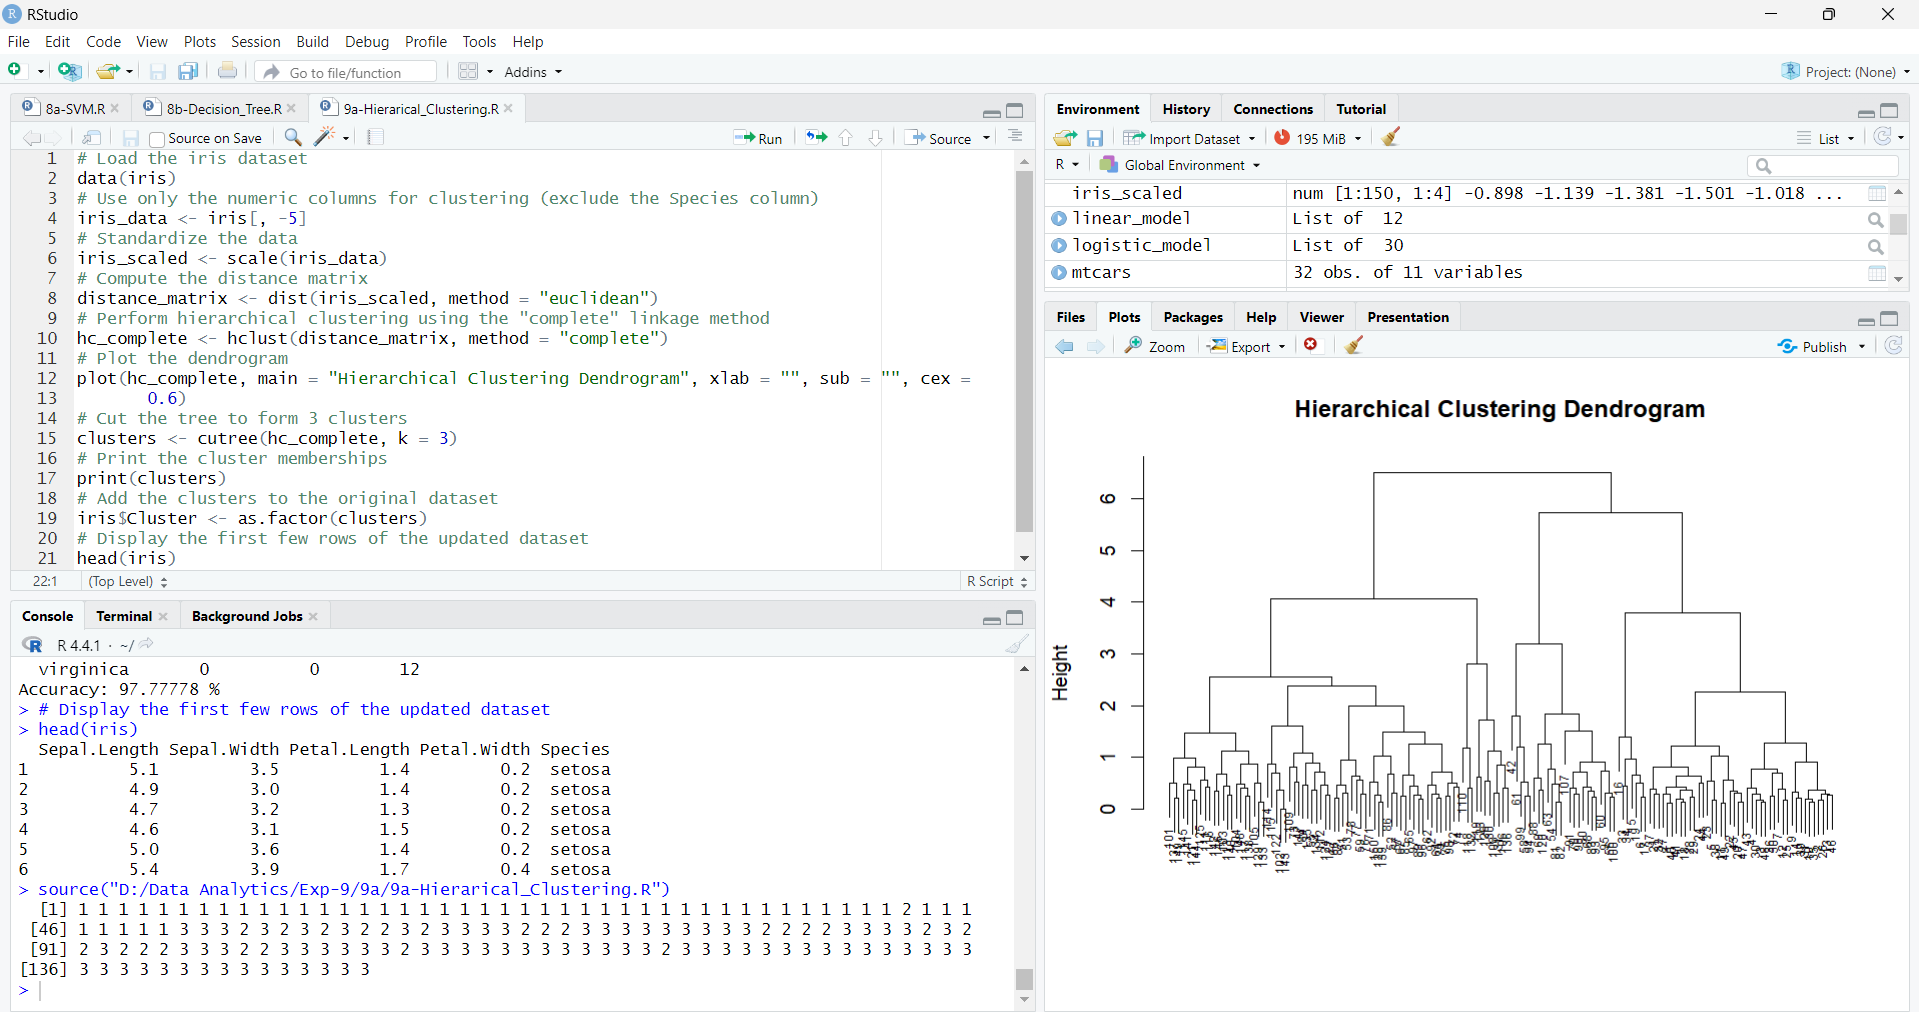 RStudio
File Edit Code View Plots Session Build Debug Profile Tools Help
Go to file/function Addins Project: (None)
8a-SVM.R 8b-Decision_Tree.R 9a-Hierarical_Clustering.R
Source on Save Run Source
1 # Load the iris dataset
2 data(iris)
3 # Use only the numeric columns for clustering (exclude the Species column)
4 iris_data <- iris[, -5]
5 # Standardize the data
6 iris_scaled <- scale(iris_data)
7 # Compute the distance matrix
8 distance_matrix <- dist(iris_scaled, method = "euclidean")
9 # Perform hierarchical clustering using the "complete" linkage method
10 hc_complete <- hclust(distance_matrix, method = "complete")
11 # Plot the dendrogram
12 plot(hc_complete, main = "Hierarchical Clustering Dendrogram", xlab = "", sub = "", cex =
13 0.6)
14 # Cut the tree to form 3 clusters
15 clusters <- cutree(hc_complete, k = 3)
16 # Print the cluster memberships
17 print(clusters)
18 # Add the clusters to the original dataset
19 iris$Cluster <- as.factor(clusters)
20 # Display the first few rows of the updated dataset
21 head(iris)
22:1 (Top Level) R Script
Console Terminal Background Jobs
R R 4.4.1 · ~/
virginica 0 0 12
Accuracy: 97.77778 %
> # Display the first few rows of the updated dataset
> head(iris)
Sepal.Length Sepal.Width Petal.Length Petal.Width Species
1 5.1 3.5 1.4 0.2 setosa
2 4.9 3.0 1.4 0.2 setosa
3 4.7 3.2 1.3 0.2 setosa
4 4.6 3.1 1.5 0.2 setosa
5 5.0 3.6 1.4 0.2 setosa
6 5.4 3.9 1.7 0.4 setosa
> source("D:/Data Analytics/Exp-9/9a/9a-Hierarical_Clustering.R")
[1] 1 1 1 1 1 1 1 1 1 1 1 1 1 1 1 1 1 1 1 1 1 1 1 1 1 1 1 1 1 1 1 1 1 1 1 1 1 1 1 1 1 2 1 1 1
[46] 1 1 1 1 1 3 3 3 2 3 2 3 2 3 2 2 3 2 3 3 3 3 2 2 2 3 3 3 3 3 3 3 3 3 2 2 2 2 3 3 3 3 2 3 2
[91] 2 3 2 2 2 3 3 3 2 2 3 3 3 3 3 3 2 3 3 3 3 3 3 3 3 3 3 3 3 2 3 3 3 3 3 3 3 3 3 3 3 3 3 3 3
[136] 3 3 3 3 3 3 3 3 3 3 3 3 3 3 3
>
Environment History Connections Tutorial
Import Dataset 195 MiB List
R Global Environment
iris_scaled num [1:150, 1:4] -0.898 -1.139 -1.381 -1.501 -1.018 ...
linear_model List of 12
logistic_model List of 30
mtcars 32 obs. of 11 variables
Files Plots Packages Help Viewer Presentation
Zoom Export Publish
Hierarchical Clustering Dendrogram
Height
6
5
4
3
2
1
0
42
107
16
61
110